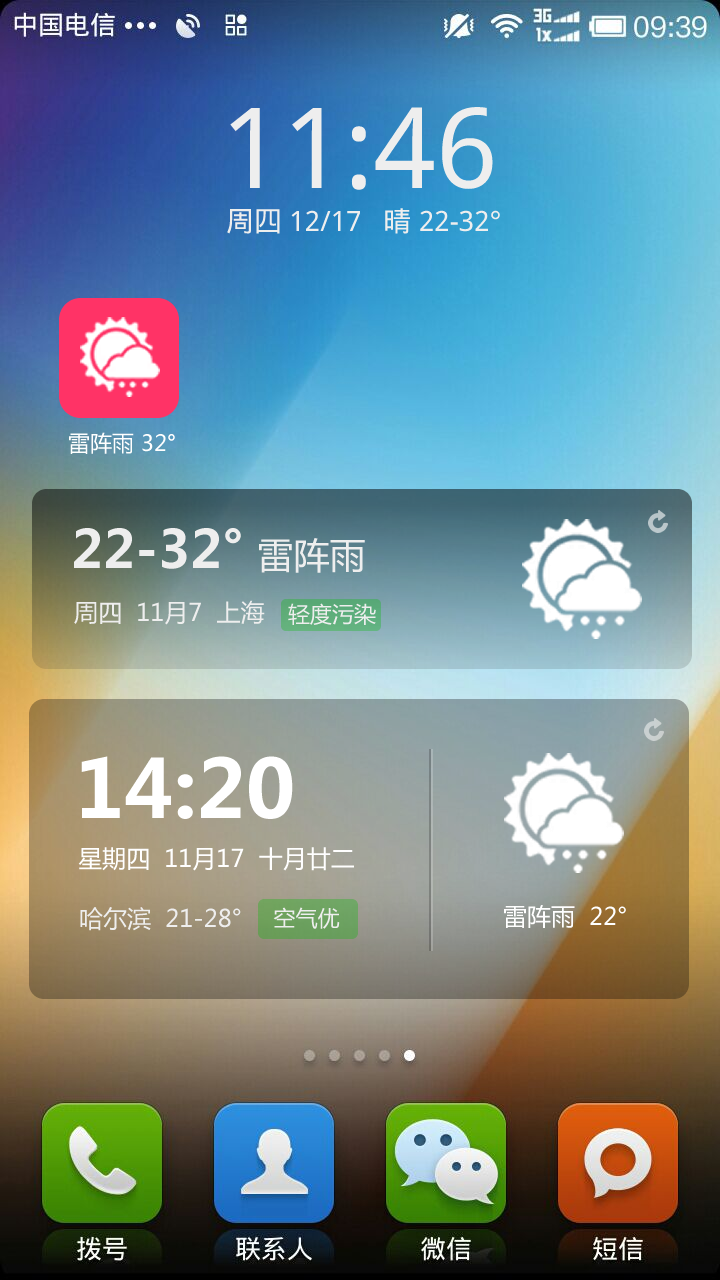 中国电信 ••• 3G 1x 09:39
11:46
周四 12/17 晴 22-32°
雷阵雨 32°
22-32° 雷阵雨
周四 11月7 上海 轻度污染
14:20
星期四 11月17 十月廿二
哈尔滨 21-28° 空气优
雷阵雨 22°
拨号 联系人 微信 短信